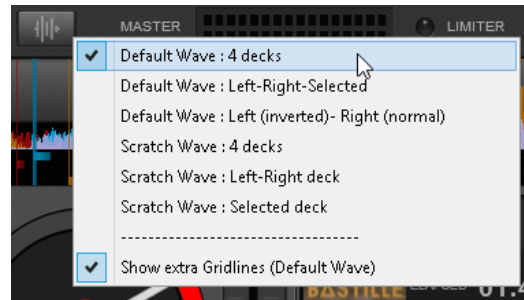 MASTER
LIMITER
Default Wave : 4 decks
Default Wave : Left-Right-Selected
Default Wave : Left (inverted)- Right (normal)
Scratch Wave : 4 decks
Scratch Wave : Left-Right deck
Scratch Wave : Selected deck
---------------------------------
Show extra Gridlines (Default Wave)
BASTILLE